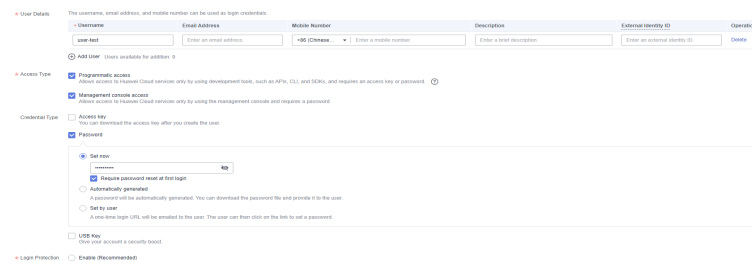 * User Details
The username, email address, and mobile number can be used as login credentials.
* Username Email Address Mobile Number Description External Identity ID Operatio
user-test Enter an email address. +86 (Chinese... Enter a mobile number. Enter a brief description. Enter an external identity ID. Delete
Add User Users available for addition: 0
* Access Type
Programmatic access
Allows access to Huawei Cloud services only by using development tools, such as APIs, CLI, and SDKs, and requires an access key or password.
Management console access
Allows access to Huawei Cloud services only by using the management console and requires a password.
Credential Type
Access key
You can download the access key after you create the user.
Password
Set now
••••••••••
Require password reset at first
login
Automatically generated
A password will be automatically generated. You can download the password file and provide it to the user.
Set by user
A one-time login URL will be emailed to the user. The user can then click on the link to set a password.
USB Key
Give your account a security boost.
* Login Protection
Enable (Recommended)